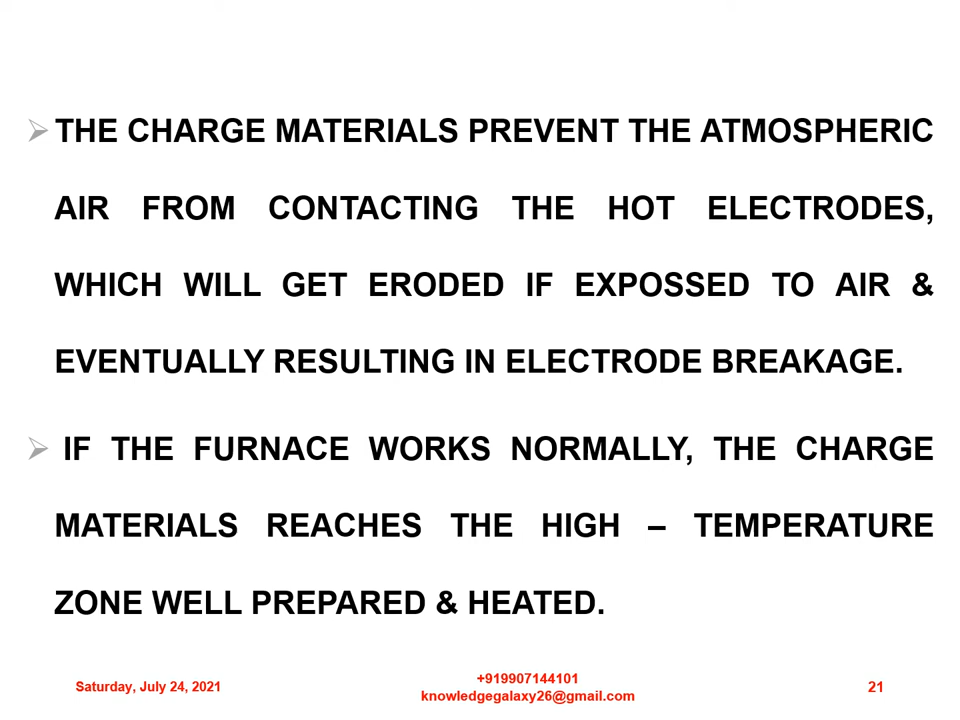 THE CHARGE MATERIALS PREVENT THE ATMOSPHERIC
AIR FROM CONTACTING THE HOT ELECTRODES,
WHICH WILL GET ERODED IF EXPOSSED TO AIR &
EVENTUALLY RESULTING IN ELECTRODE BREAKAGE.
IF THE FURNACE WORKS NORMALLY, THE CHARGE
MATERIALS REACHES THE HIGH – TEMPERATURE
ZONE WELL PREPARED & HEATED.
Saturday, July 24, 2021
+919907144101
knowledgegalaxy26@gmail.com
21